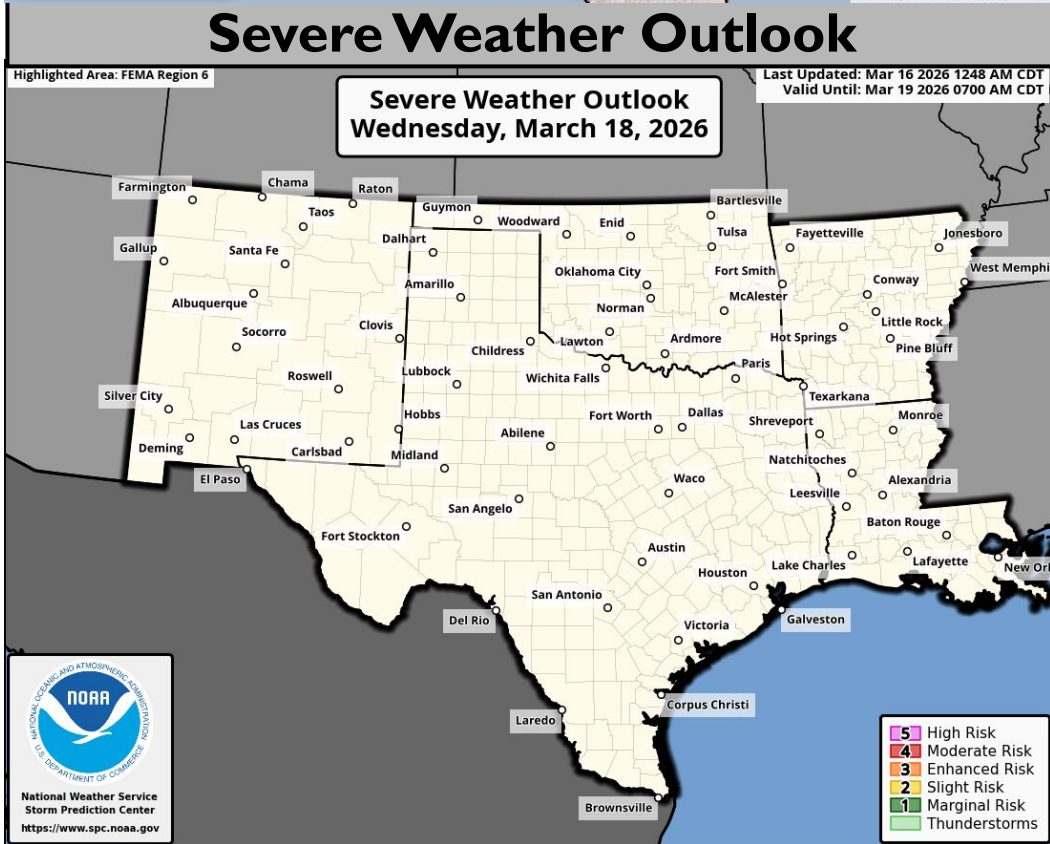 Severe Weather Outlook
Highlighted Area: FEMA Region 6
Last Updated: Mar 16 2026 1248 AM CDT
Valid Until: Mar 19 2026 0700 AM CDT
Severe Weather Outlook
Wednesday, March 18, 2026
Farmington
Chama
Raton
Taos
Guymon
Woodward
Enid
Bartlesville
Tulsa
Fayetteville
Jonesboro
Gallup
Santa Fe
Dalhart
Oklahoma City
Fort Smith
Conway
West Memphi
Albuquerque
Amarillo
Norman
McAlester
Little Rock
Socorro
Clovis
Childress
Lawton
Ardmore
Hot Springs
Pine Bluff
Roswell
Lubbock
Wichita Falls
Paris
Texarkana
Silver City
Hobbs
Fort Worth
Dallas
Shreveport
Monroe
Las Cruces
Deming
Carlsbad
Midland
Abilene
Natchitoches
El Paso
San Angelo
Waco
Leesville
Alexandria
Fort Stockton
Austin
Baton Rouge
Houston
Lake Charles
Lafayette
New Orl
Del Rio
San Antonio
Victoria
Galveston
Laredo
Corpus Christi
Brownsville
NATIONAL OCEANIC AND ATMOSPHERIC ADMINISTRATION
NOAA
U.S. DEPARTMENT OF COMMERCE
National Weather Service
Storm Prediction Center
https://www.spc.noaa.gov
5 High Risk
4 Moderate Risk
3 Enhanced Risk
2 Slight Risk
1 Marginal Risk
Thunderstorms